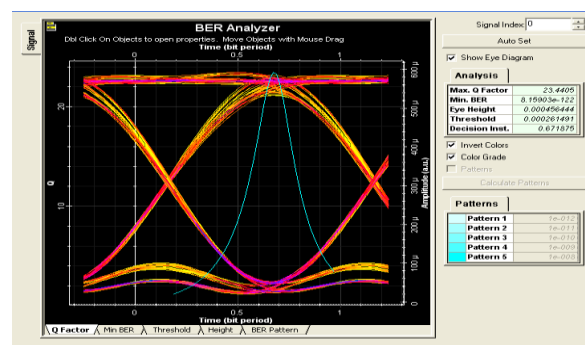 BER Analyzer
Dbl Click On Objects to open properties. Move Objects with Mouse Drag
Time (bit period)
0 0.5 1
Signal
Q
20
10
Amplitude (a.u.)
600 µ
500 µ
400 µ
300 µ
200 µ
100 µ
0
0 0.5 1
Time (bit period)
Q Factor Min BER Threshold Height BER Pattern
Signal Index: 0
Auto Set
Show Eye Diagram
Analysis
Max. Q Factor 23.4405
Min. BER 8.15903e-122
Eye Height 0.000456444
Threshold 0.000261491
Decision Inst. 0.671875
Invert Colors
Color Grade
Patterns
Calculate Patterns
Patterns
Pattern 1 1e-012
Pattern 2 1e-011
Pattern 3 1e-010
Pattern 4 1e-009
Pattern 5 1e-008